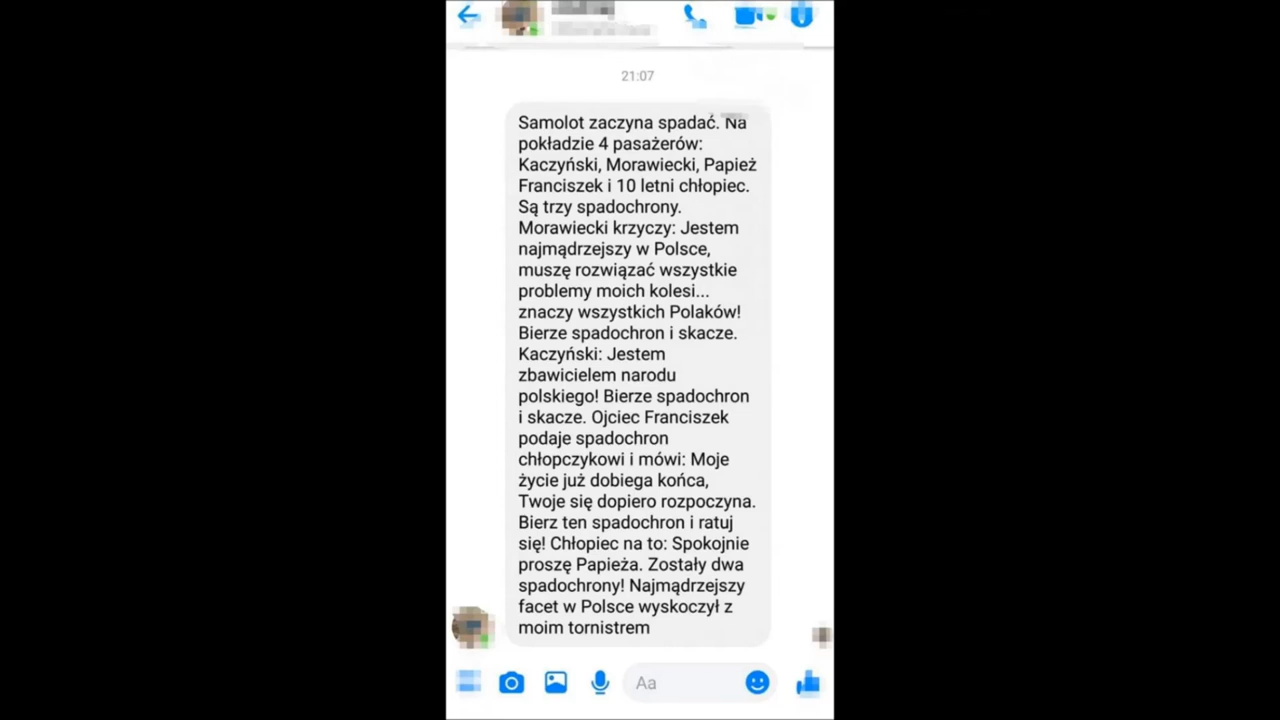 21:07
Samolot zaczyna spadać. Na
pokładzie 4 pasażerów:
Kaczyński, Morawiecki, Papież
Franciszek i 10 letni chłopiec.
Są trzy spadochrony.
Morawiecki krzyczy: Jestem
najmądrzejszy w Polsce,
muszę rozwiązać wszystkie
problemy moich kolesi...
znaczy wszystkich Polaków!
Bierze spadochron i skacze.
Kaczyński: Jestem
zbawicielem narodu
polskiego! Bierze spadochron
i skacze. Ojciec Franciszek
podaje spadochron
chłopczykowi i mówi: Moje
życie już dobiega końca,
Twoje się dopiero rozpoczyna.
Bierz ten spadochron i ratuj
się! Chłopiec na to: Spokojnie
proszę Papieża. Zostały dwa
spadochrony! Najmądrzejszy
facet w Polsce wyskoczył z
moim tornistrem
Aa